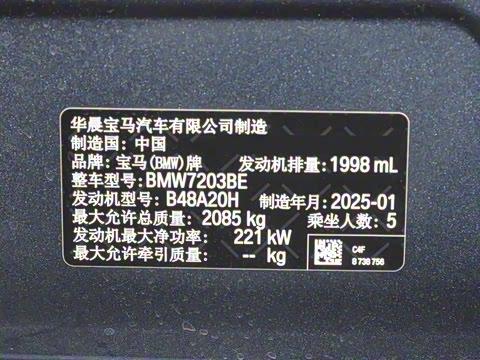 华晨宝马汽车有限公司制造
制造国：中国
品牌：宝马(BMW)牌 发动机排量：1998 mL
整车型号：BMW7203BE
发动机型号：B48A20H 制造年月：2025-01
最大允许总质量：2085 kg 乘坐人数：5
发动机最大净功率：221 kW
最大允许牵引质量：-- kg
C4F
8 738 756